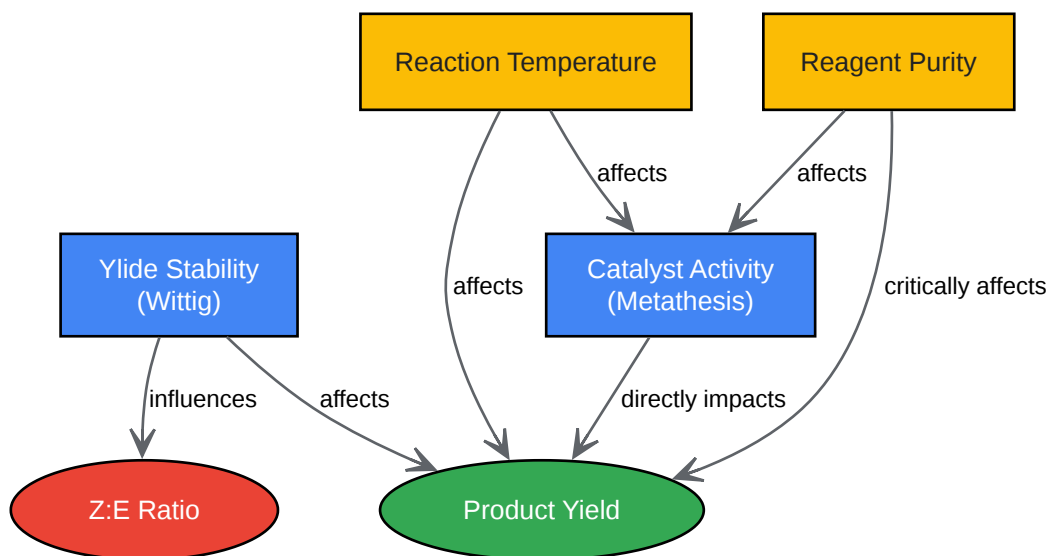 Reaction Temperature
Reagent Purity
affects
affects
Ylide Stability
(Wittig)
Catalyst Activity
(Metathesis)
affects
critically affects
influences
affects
directly impacts
Z:E Ratio
Product Yield